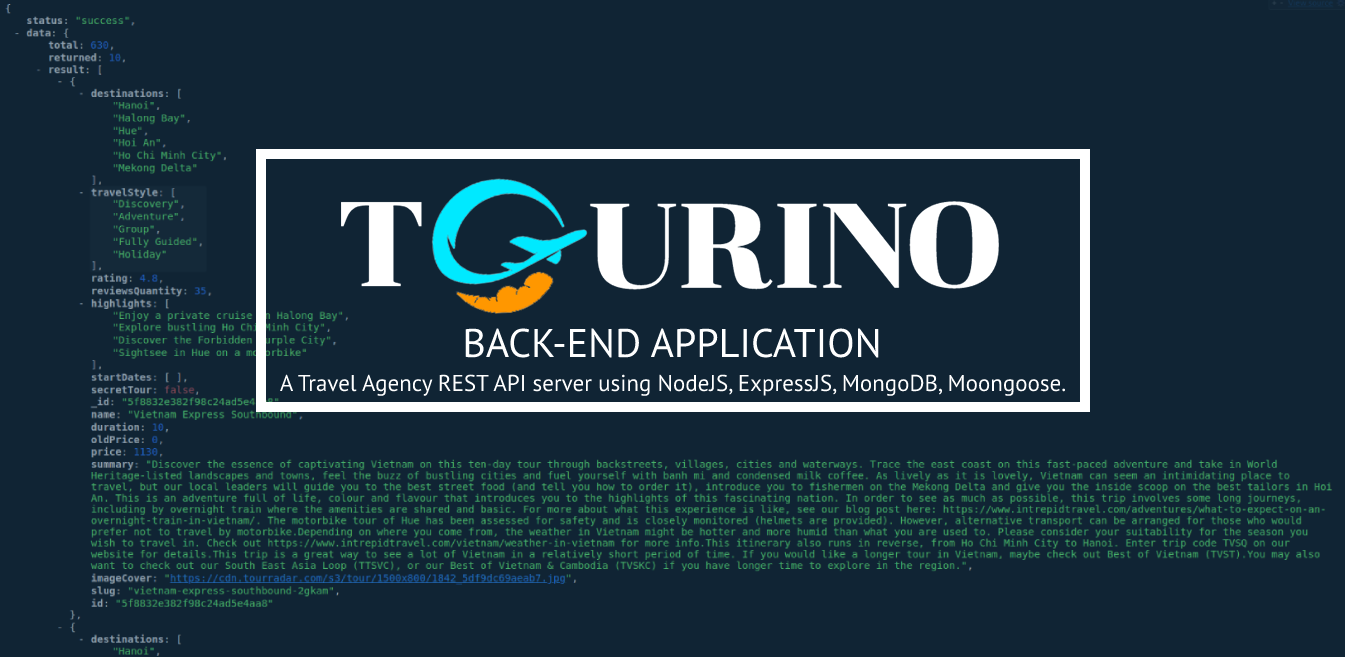 {
status: "success",
- data: {
total: 630,
returned: 10,
- result: [
- {
- destinations: [
"Hanoi",
"Halong Bay",
"Hue",
"Hoi An",
"Ho Chi Minh City",
"Mekong Delta"
],
- travelStyle: [
"Discovery",
"Adventure",
"Group",
"Fully Guided",
"Holiday"
],
rating: 4.8,
reviewsQuantity: 35,
- highlights: [
"Enjoy a private cruise in Halong Bay",
"Explore bustling Ho Chi Minh City",
"Discover the Forbidden Purple City",
"Sightsee in Hue on a motorbike"
],
startDates: [ ],
secretTour: false,
_id: "5f8832e382f98c24ad5e4aa8"
name: "Vietnam Express Southbound",
duration: 10,
oldPrice: 0,
price: 1130,
summary: "Discover the essence of captivating Vietnam on this ten-day tour through backstreets, villages, cities and waterways. Trace the east coast on this fast-paced adventure and take in World
Heritage-listed landscapes and towns, feel the buzz of bustling cities and fuel yourself with banh mi and condensed milk coffee. As lively as it is lovely, Vietnam can seem an intimidating place to
travel, but our local leaders will guide you to the best street food (and tell you how to order it), introduce you to fishermen on the Mekong Delta and give you the inside scoop on the best tailors in Hoi
An. This is an adventure full of life, colour and flavour that introduces you to the highlights of this fascinating nation. In order to see as much as possible, this trip involves some long journeys,
including by overnight train where the amenities are shared and basic. For more about what this experience is like, see our blog post here: https://www.intrepidtravel.com/adventures/what-to-expect-on-an-
overnight-train-in-vietnam/. The motorbike tour of Hue has been assessed for safety and is closely monitored (helmets are provided). However, alternative transport can be arranged for those who would
prefer not to travel by motorbike.Depending on where you come from, the weather in Vietnam might be hotter and more humid than what you are used to. Please consider your suitability for the season you
wish to travel in. Check out https://www.intrepidtravel.com/vietnam/weather-in-vietnam for more info.This itinerary also runs in reverse, from Ho Chi Minh City to Hanoi. Enter trip code TVSQ on our
website for details.This trip is a great way to see a lot of Vietnam in a relatively short period of time. If you would like a longer tour in Vietnam, maybe check out Best of Vietnam (TVST).You may also
want to check out our South East Asia Loop (TTSVC), or our Best of Vietnam & Cambodia (TVSKC) if you have longer time to explore in the region.",
imageCover: "https://cdn.tourradar.com/s3/tour/1500x800/1842_5df9dc69aeab7.jpg",
slug: "vietnam-express-southbound-2gkam",
id: "5f8832e382f98c24ad5e4aa8"
},
- {
- destinations: [
"Hanoi",
TOURINO
BACK-END APPLICATION
A Travel Agency REST API server using NodeJS, ExpressJS, MongoDB, Moongoose.